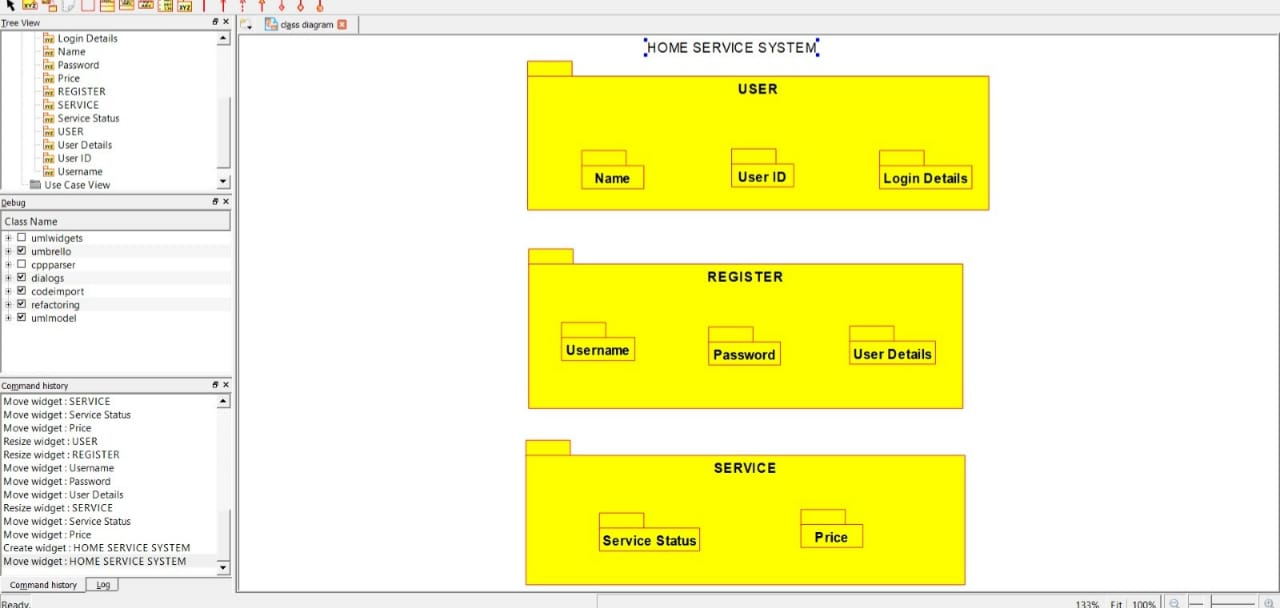 class diagram
Tree View
Login Details
Name
Password
Price
REGISTER
SERVICE
Service Status
USER
User Details
User ID
Username
Use Case View
Debug
Class Name
umlwidgets
umbrello
cppparser
dialogs
codeimport
refactoring
umlmodel
Command history
Move widget : SERVICE
Move widget : Service Status
Move widget : Price
Resize widget : USER
Resize widget : REGISTER
Move widget : Username
Move widget : Password
Move widget : User Details
Resize widget : SERVICE
Move widget : Service Status
Move widget : Price
Create widget : HOME SERVICE SYSTEM
Move widget : HOME SERVICE SYSTEM
Command history
Log
HOME SERVICE SYSTEM
USER
Name
User ID
Login Details
REGISTER
Username
Password
User Details
SERVICE
Service Status
Price
Ready.
133%
Fit
100%